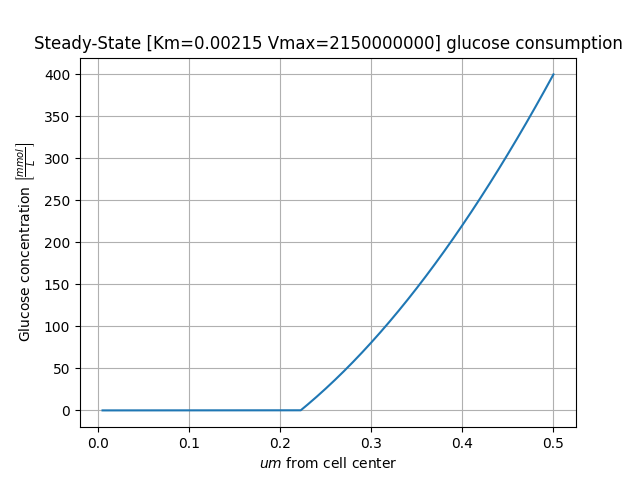 Steady-State [Km=0.00215 Vmax=2150000000] glucose consumption
Glucose concentration [mmol/L]
400
350
300
250
200
150
100
50
0
0.0 0.1 0.2 0.3 0.4 0.5
um from cell center